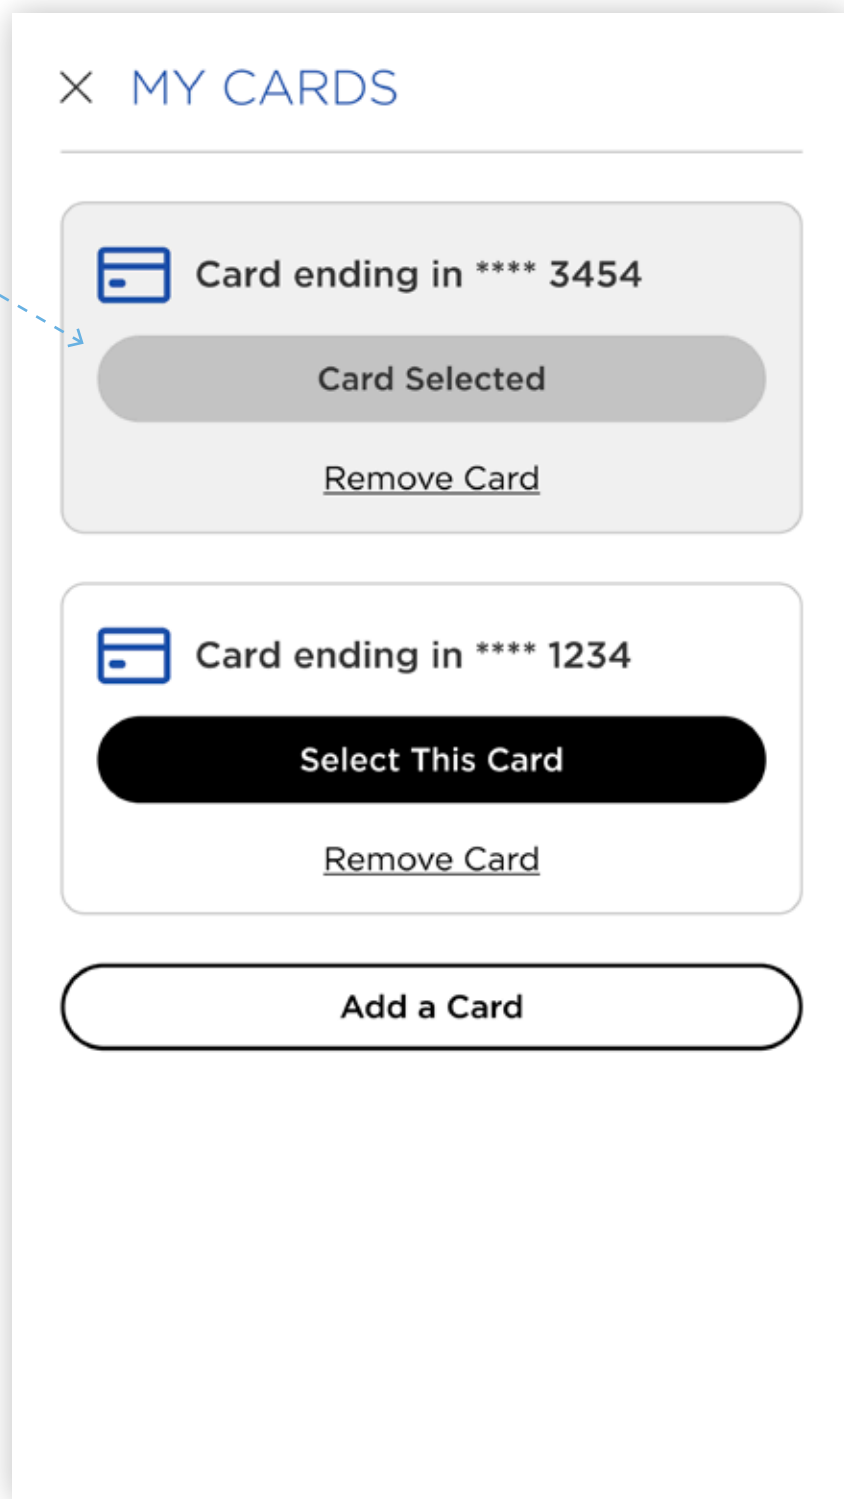 MY CARDS
Card ending in **** 3454
Card Selected
Remove Card
Card ending in **** 1234
Select This Card
Remove Card
Add a Card